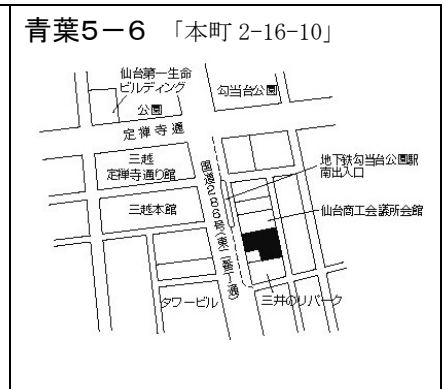 青葉5－6 「本町 2-16-10」
仙台第一生命
ビルディング
公園
勾当台公園
定禅寺通
三越
定禅寺通り館
地下鉄勾当台公園駅
南出入口
三越本館
国道286号(東二番丁通)
仙台商工会議所会館
タワービル
三井のリパーク